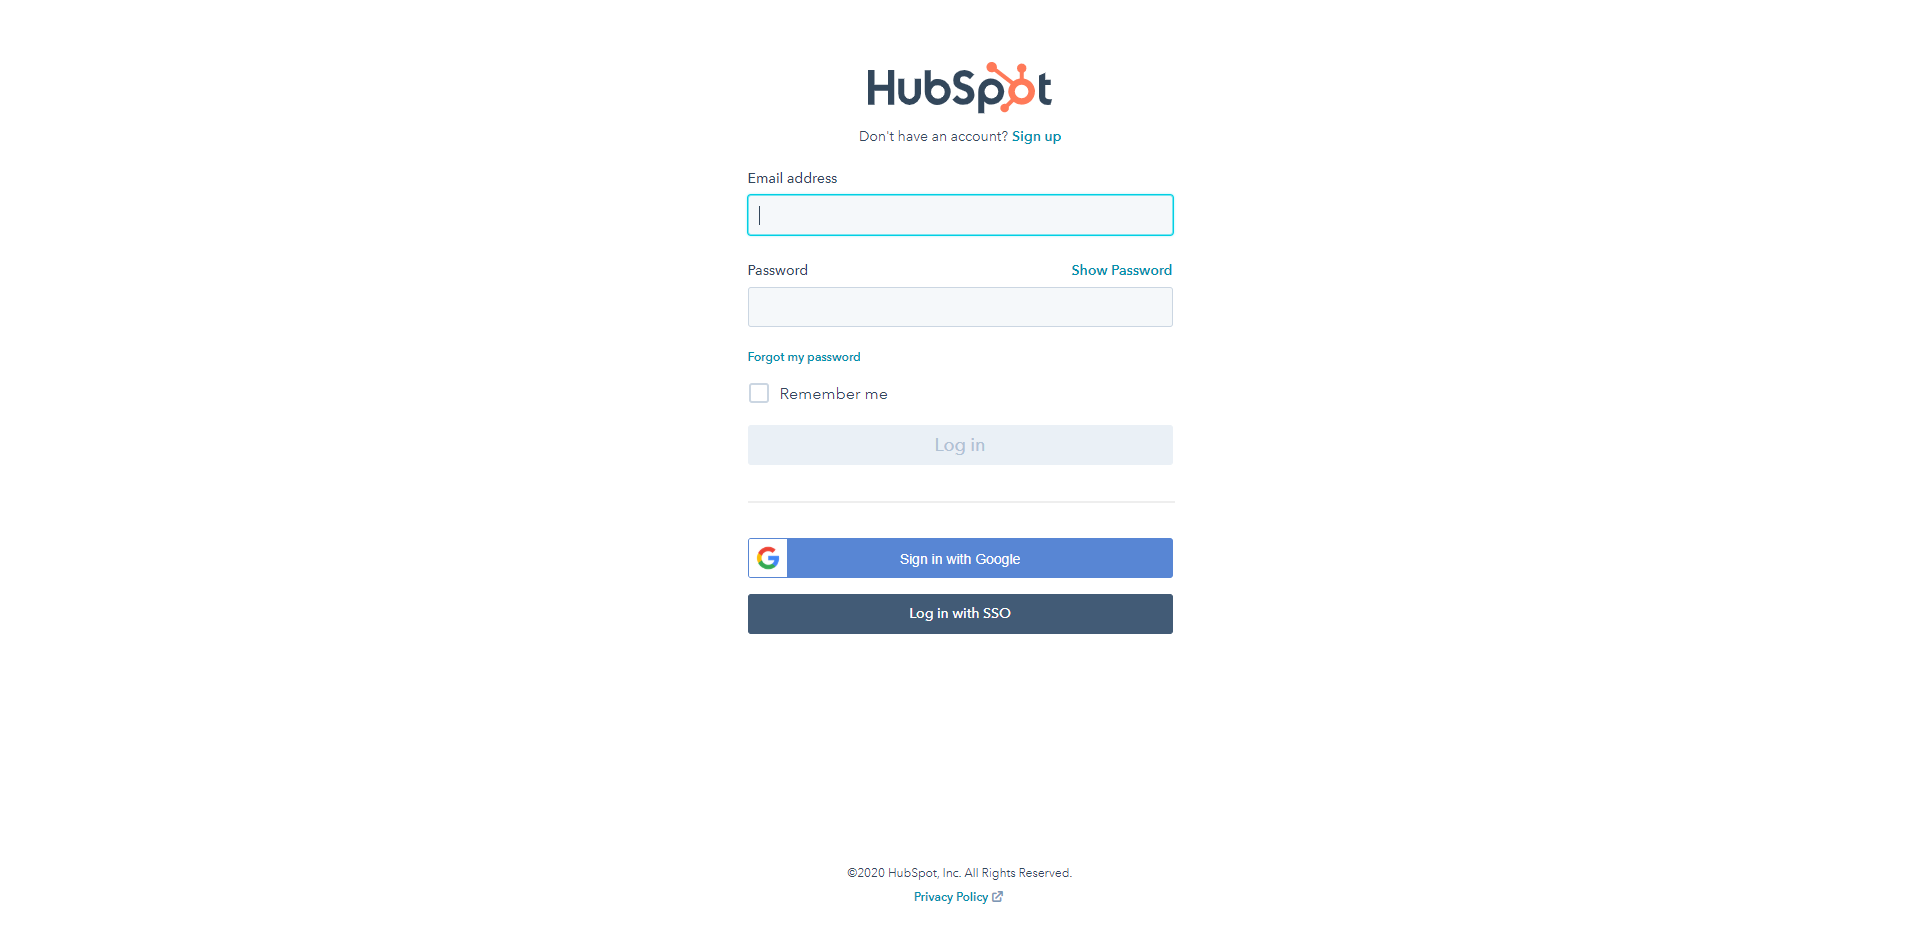 HubSpot
Don't have an account? Sign up
Email address
Password Show Password
Forgot my password
Remember me
Log in
Sign in with Google
Log in with SSO
©2020 HubSpot, Inc. All Rights Reserved.
Privacy Policy